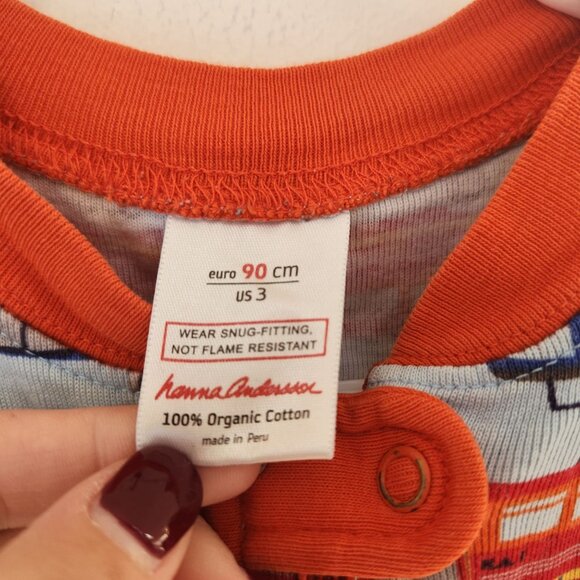 euro 90 cm
US 3
WEAR SNUG-FITTING,
NOT FLAME RESISTANT
hanna andersson
100% Organic Cotton
made in Peru